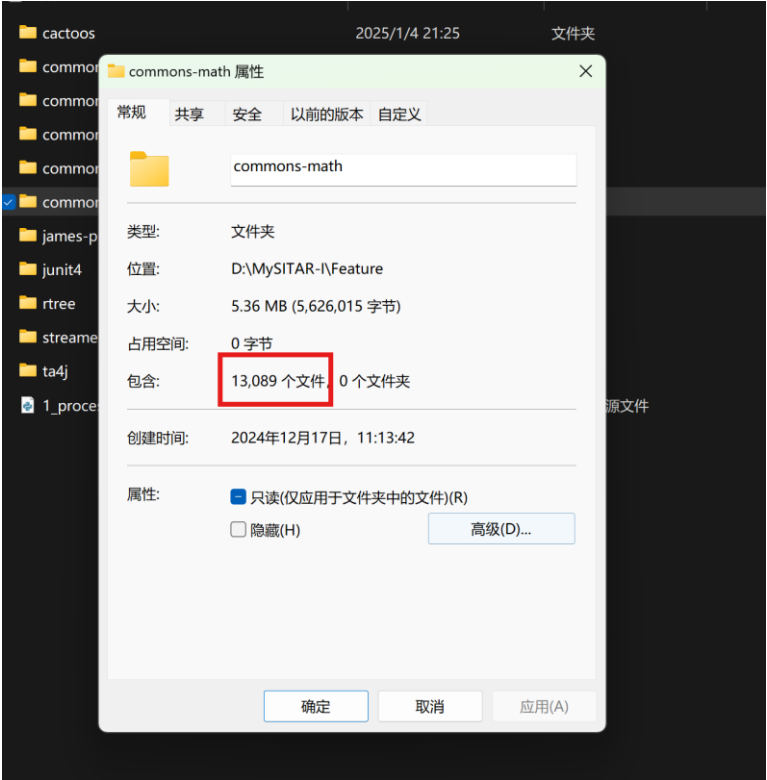 cactoos 2025/1/4 21:25 文件夹
commons-math 属性
常规 共享 安全 以前的版本 自定义
commons-math
类型: 文件夹
位置: D:\MySITAR-I\Feature
大小: 5.36 MB (5,626,015 字节)
占用空间: 0 字节
包含: 13,089 个文件，0 个文件夹
创建时间: 2024年12月17日，11:13:42
属性: 只读(仅应用于文件夹中的文件)(R)
隐藏(H) 高级(D)...
确定 取消 应用(A)
commor
commor
commor
commor
commor
james-p
junit4
rtree
streame
ta4j
1_proce 源文件